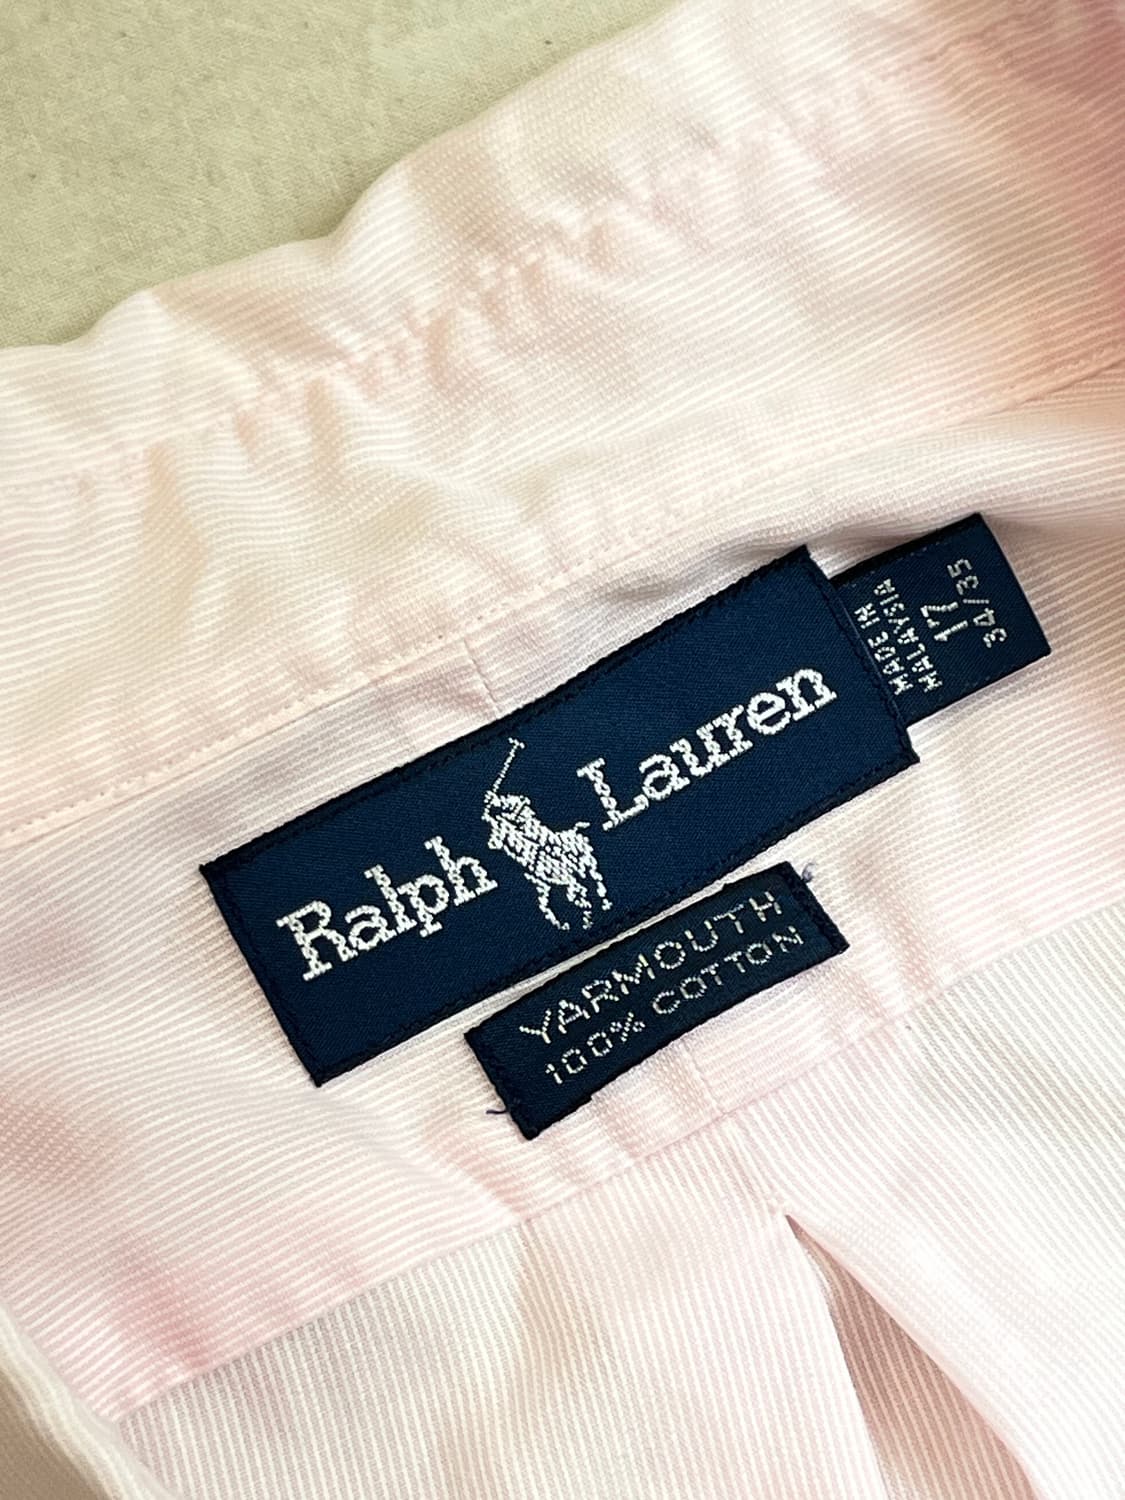 Ralph Lauren
MADE IN
MALAYSIA
17
34/35
YARMOUTH
100% COTTON